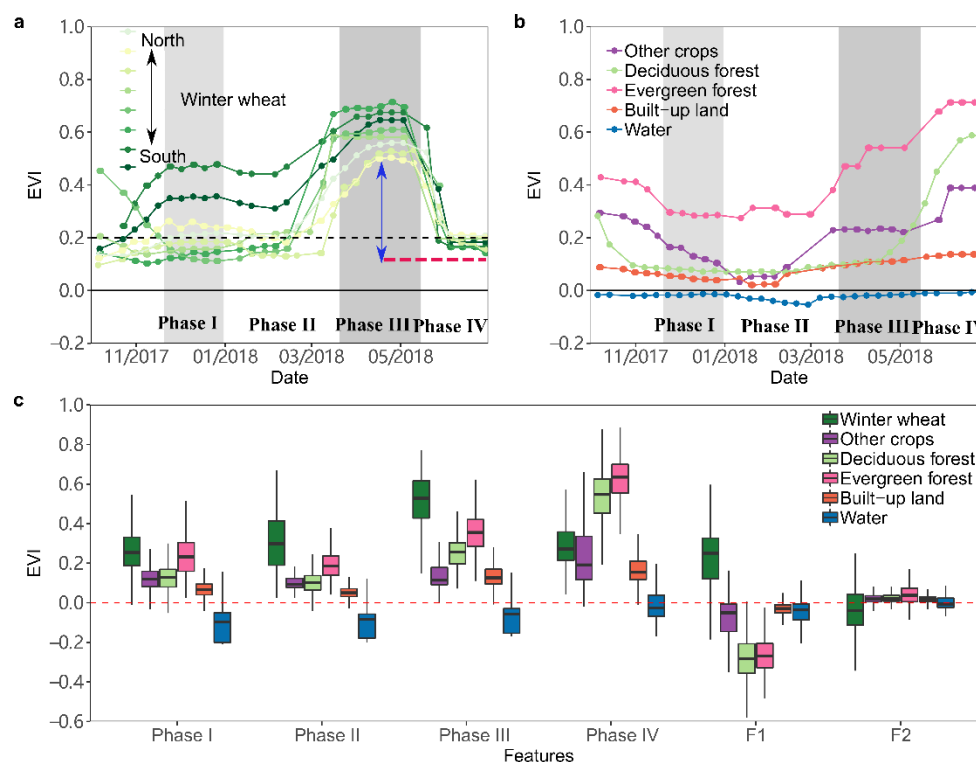 a
1.0
0.8
0.6
0.4
0.2
0.0
−0.2
EVI
North
Winter wheat
South
Phase I
Phase II
Phase III
Phase IV
11/2017
01/2018
03/2018
05/2018
Date
b
1.0
0.8
0.6
0.4
0.2
0.0
−0.2
EVI
Other crops
Deciduous forest
Evergreen forest
Built−up land
Water
Phase I
Phase II
Phase III
Phase IV
11/2017
01/2018
03/2018
05/2018
Date
c
1.0
0.8
0.6
0.4
0.2
0.0
−0.2
−0.4
−0.6
EVI
Winter wheat
Other crops
Deciduous forest
Evergreen forest
Built−up land
Water
Phase I
Phase II
Phase III
Phase IV
F1
F2
Features